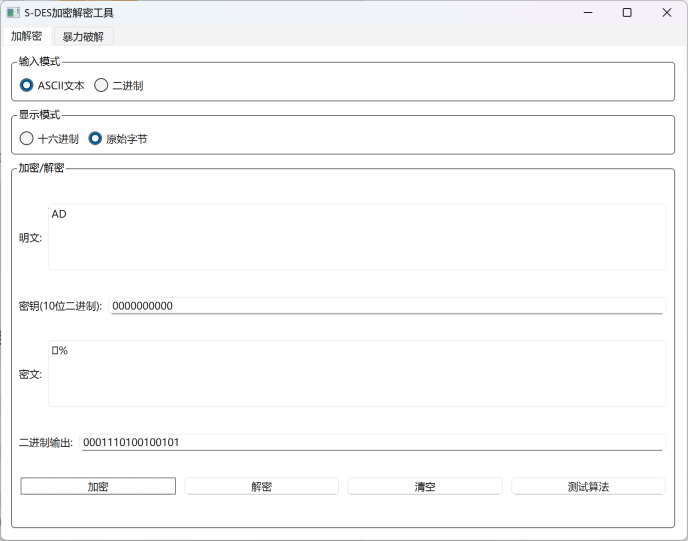 S-DES加密解密工具
加解密 暴力破解
输入模式
ASCII文本 二进制
显示模式
十六进制 原始字节
加密/解密
明文: AD
密钥(10位二进制): 0000000000
密文: %
二进制输出: 0001110100100101
加密 解密 清空 测试算法